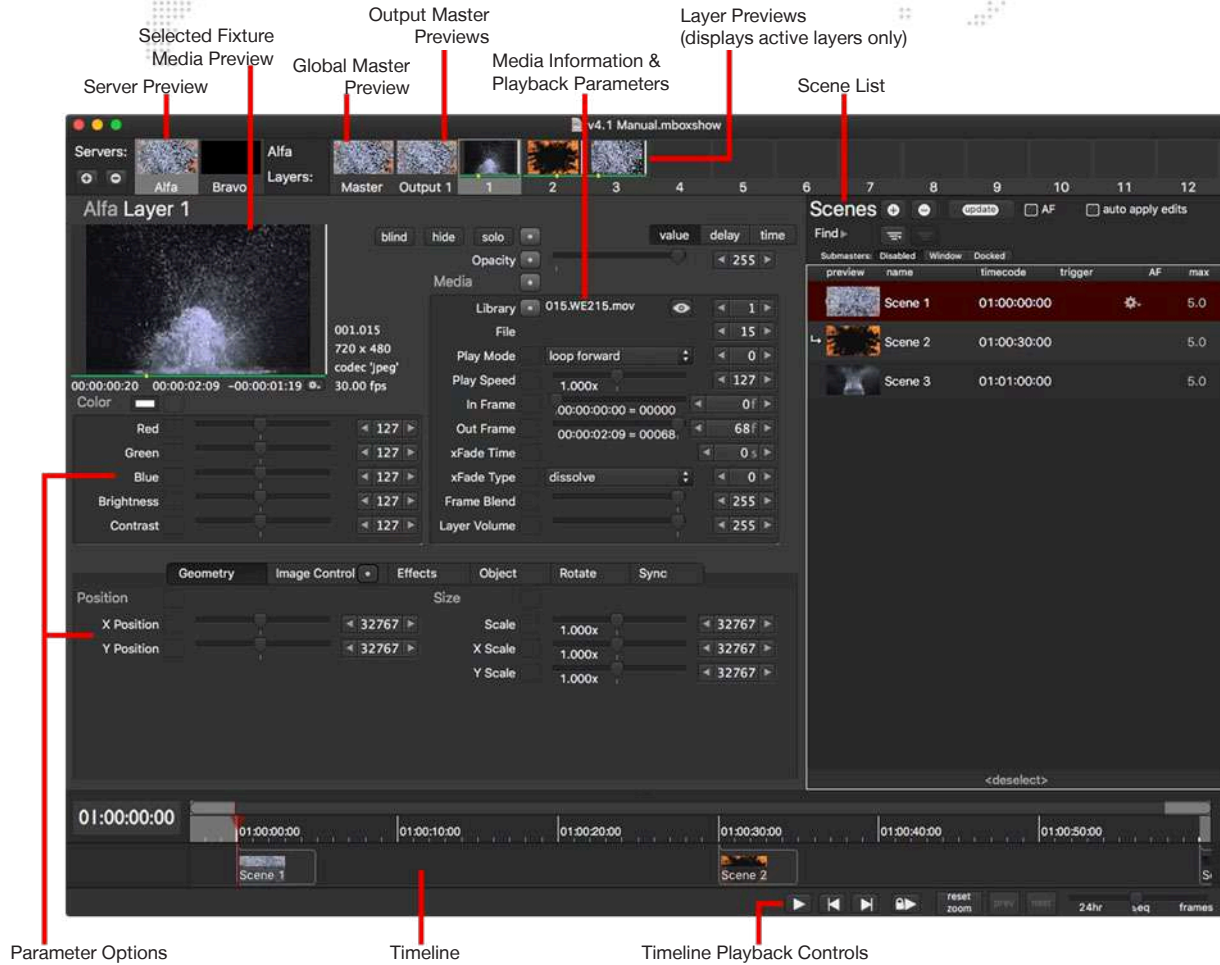 Output Master
Previews
Layer Previews
(displays active layers only)
Selected Fixture
Media Preview
Global Master
Preview
Media Information &
Playback Parameters
Server Preview
Scene List
v4.1 Manual.mboxshow
Servers:
Alfa
Layers:
Alfa Bravo Master Output 1 1 2 3 4 5 6 7 8 9 10 11 12
Alfa Layer 1
blind hide solo value delay time
Opacity 255
Media
Library 015.WE215.mov 1
File 15
Play Mode loop forward 0
Play Speed 1.000x 127
In Frame 00:00:00:00 = 00000 0f
Out Frame 00:00:02:09 = 00068 68f
xFade Time 0 s
xFade Type dissolve 0
Frame Blend 255
Layer Volume 255
001.015
720 x 480
codec 'jpeg'
30.00 fps
00:00:00:20 00:00:02:09 -00:00:01:19
Color
Red 127
Green 127
Blue 127
Brightness 127
Contrast 127
Scenes update AF auto apply edits
Find
Submasters: Disabled Window Docked
preview name timecode trigger AF max
Scene 1 01:00:00:00 5.0
Scene 2 01:00:30:00 5.0
Scene 3 01:01:00:00 5.0
<deselect>
Geometry Image Control Effects Object Rotate Sync
Position
X Position 32767
Y Position 32767
Size
Scale 1.000x 32767
X Scale 1.000x 32767
Y Scale 1.000x 32767
01:00:00:00
01:00:00:00 01:00:10:00 01:00:20:00 01:00:30:00 01:00:40:00 01:00:50:00
Scene 1 Scene 2
reset
zoom
prev next
24hr seq frames
Parameter Options
Timeline
Timeline Playback Controls